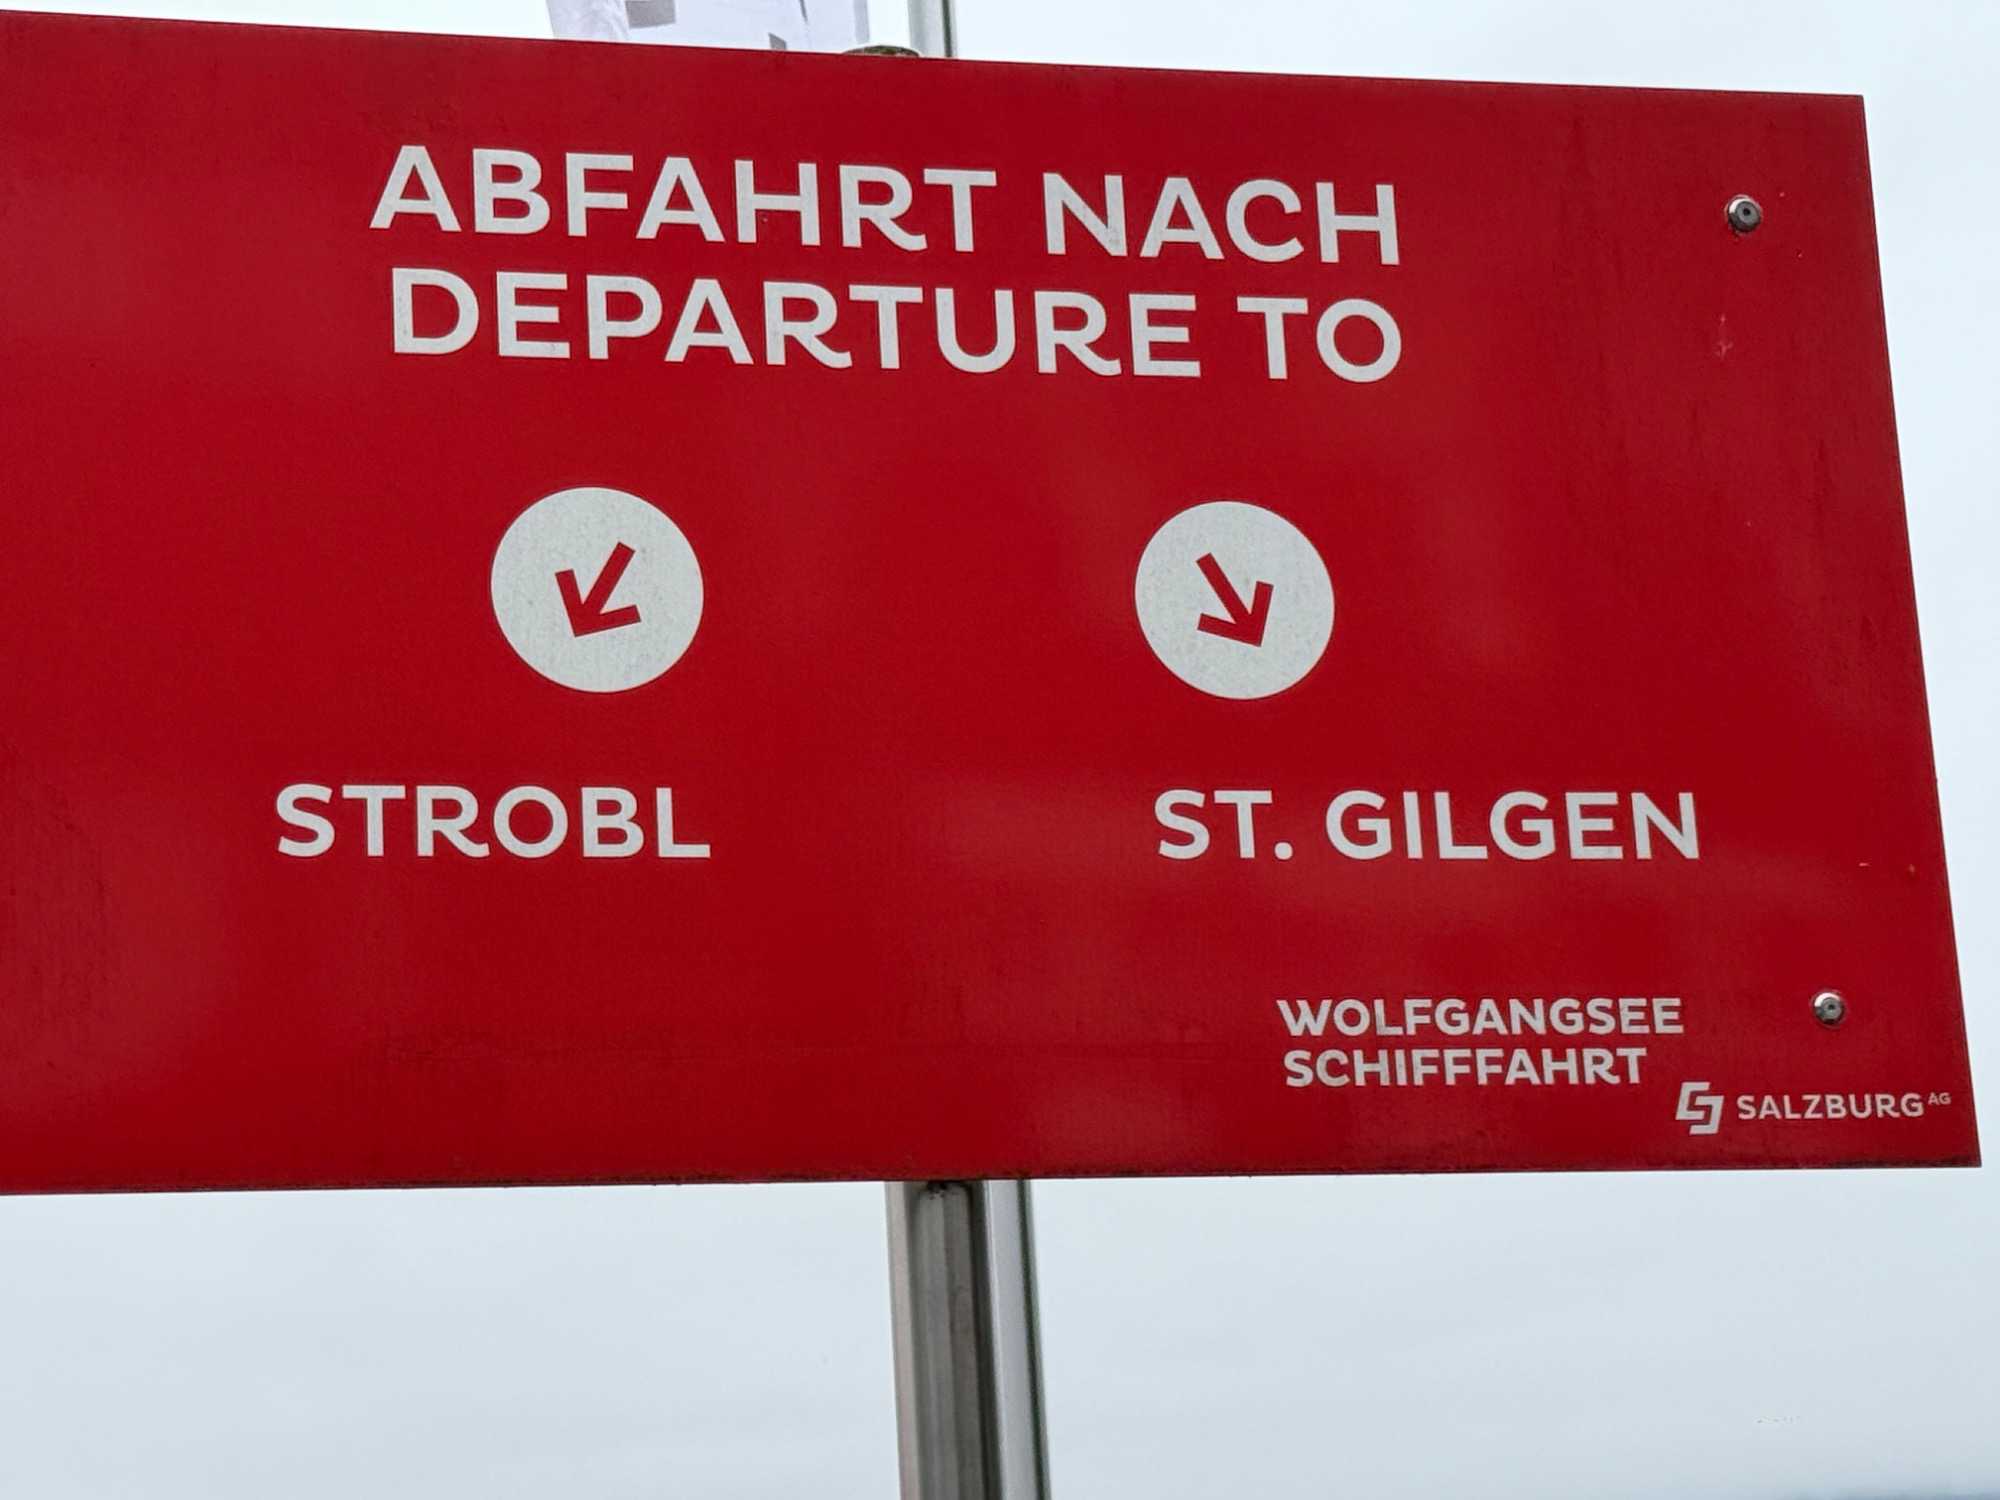 ABFAHRT NACH
DEPARTURE TO
STROBL
ST. GILGEN
WOLFGANGSEE
SCHIFFFAHRT
SALZBURG AG